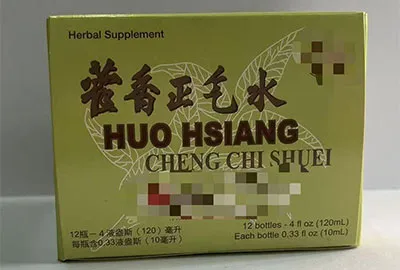 Herbal Supplement
藿香正气水
HUO HSIANG
CHENG CHI SHUEI
12瓶－4液盎斯（120）毫升
每瓶含0.33液盎斯（10毫升）
12 bottles - 4 fl oz (120mL)
Each bottle 0.33 fl oz (10mL)